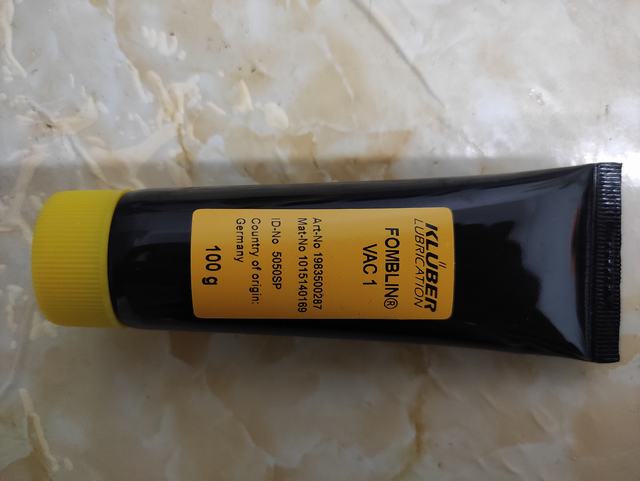 KLÜBER
LUBRICATION
FOMBLIN®
VAC 1
Art-No 1983500287
Mat-No 1015140169
ID-No 5050SP
Country of origin:
Germany
100 g